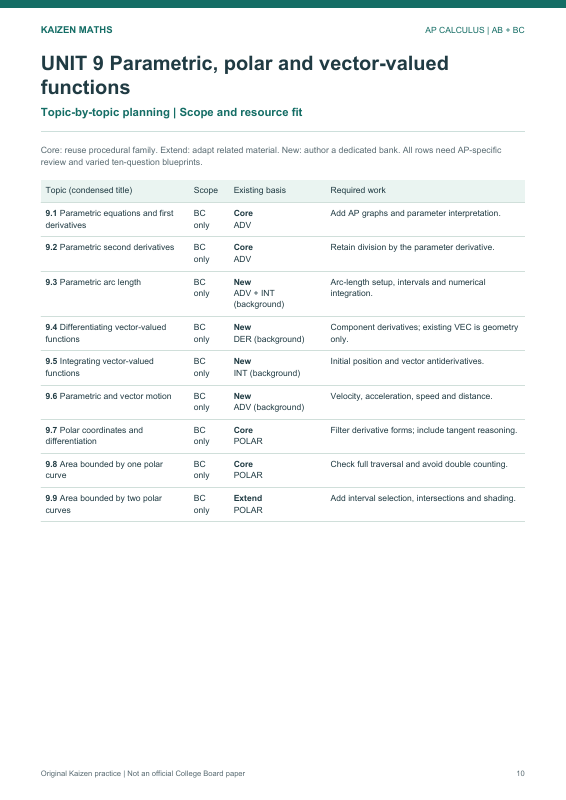 KAIZEN MATHS
AP CALCULUS | AB + BC
UNIT 9 Parametric, polar and vector-valued
functions
Topic-by-topic planning | Scope and resource fit
Core: reuse procedural family. Extend: adapt related material. New: author a dedicated bank. All rows need AP-specific
review and varied ten-question blueprints.
Topic (condensed title) Scope Existing basis Required work
9.1 Parametric equations and first
derivatives
BC
only
Core
ADV
Add AP graphs and parameter interpretation.
9.2 Parametric second derivatives
BC
only
Core
ADV
Retain division by the parameter derivative.
9.3 Parametric arc length
BC
only
New
ADV + INT
(background)
Arc-length setup, intervals and numerical
integration.
9.4 Differentiating vector-valued
functions
BC
only
New
DER (background)
Component derivatives; existing VEC is geometry
only.
9.5 Integrating vector-valued
functions
BC
only
New
INT (background)
Initial position and vector antiderivatives.
9.6 Parametric and vector motion
BC
only
New
ADV (background)
Velocity, acceleration, speed and distance.
9.7 Polar coordinates and
differentiation
BC
only
Core
POLAR
Filter derivative forms; include tangent reasoning.
9.8 Area bounded by one polar
curve
BC
only
Core
POLAR
Check full traversal and avoid double counting.
9.9 Area bounded by two polar
curves
BC
only
Extend
POLAR
Add interval selection, intersections and shading.
Original Kaizen practice | Not an official College Board paper
10